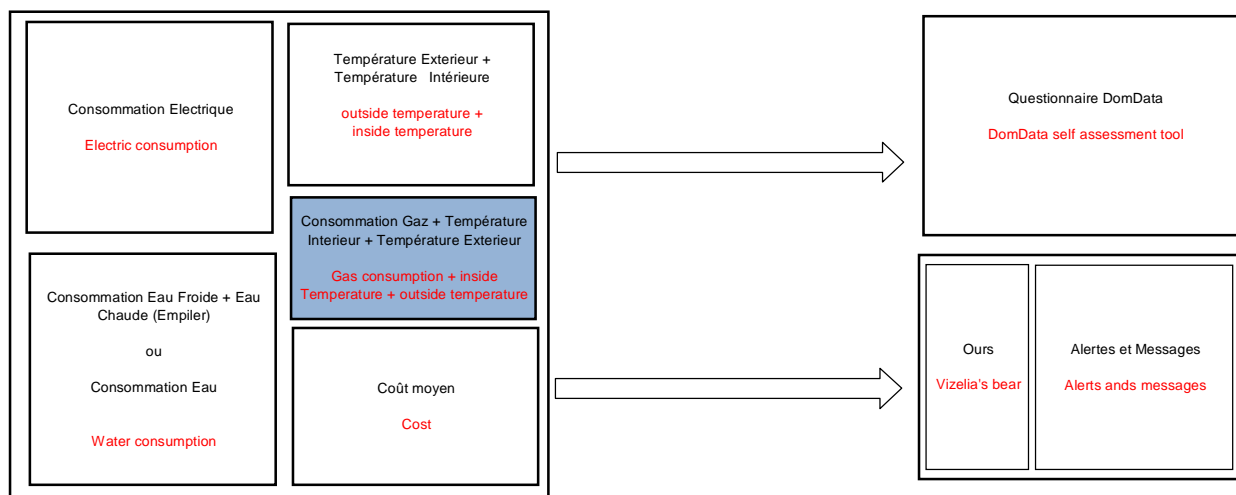 Consommation Electrique
Electric consumption
Température Exterieur +
Température Intérieure
outside temperature +
inside temperature
Consommation Gaz + Température
Interieur + Température Exterieur
Gas consumption + inside
Temperature + outside temperature
Consommation Eau Froide + Eau
Chaude (Empiler)
ou
Consommation Eau
Water consumption
Coût moyen
Cost
Questionnaire DomData
DomData self assessment tool
Ours
Vizelia's bear
Alertes et Messages
Alerts ands messages